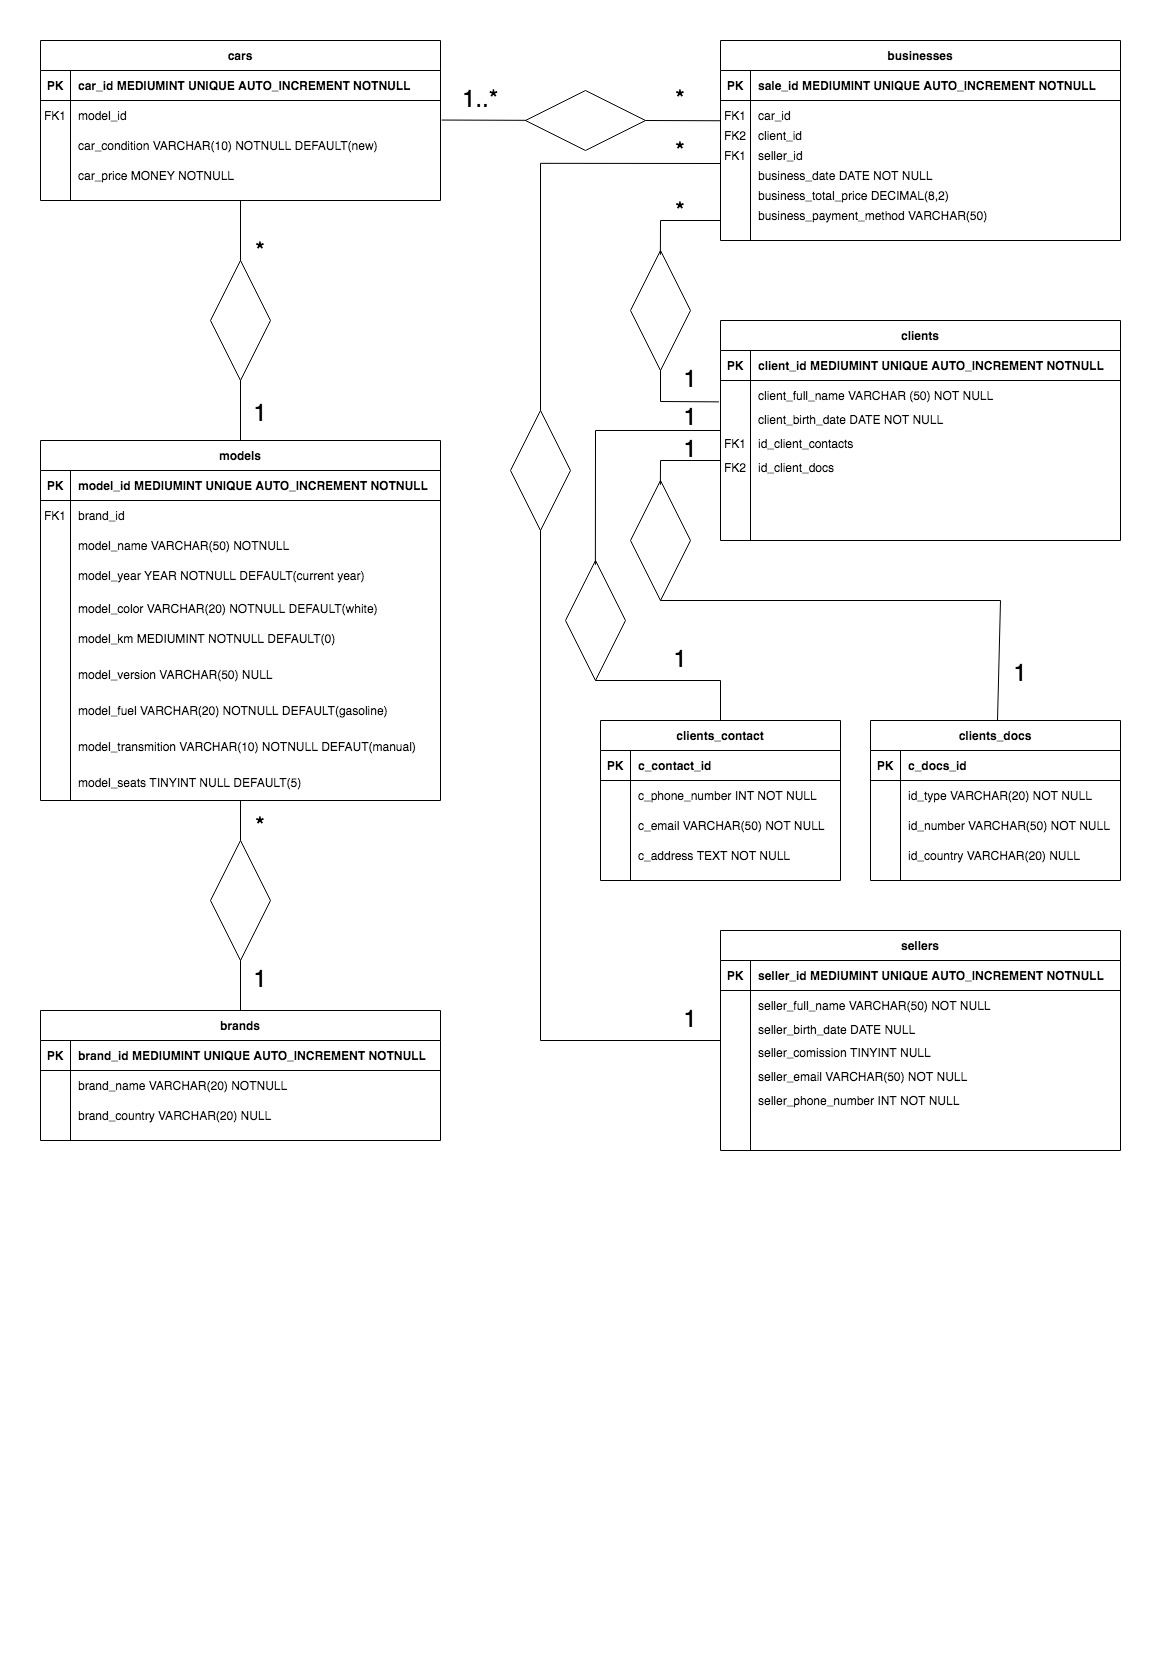 cars
PK car_id MEDIUMINT UNIQUE AUTO_INCREMENT NOTNULL
FK1 model_id
car_condition VARCHAR(10) NOTNULL DEFAULT(new)
car_price MONEY NOTNULL
1..*
*
businesses
PK sale_id MEDIUMINT UNIQUE AUTO_INCREMENT NOTNULL
FK1 car_id
FK2 client_id
FK1 seller_id
business_date DATE NOT NULL
business_total_price DECIMAL(8,2)
business_payment_method VARCHAR(50)
*
*
*
1
clients
PK client_id MEDIUMINT UNIQUE AUTO_INCREMENT NOTNULL
client_full_name VARCHAR (50) NOT NULL
client_birth_date DATE NOT NULL
FK1 id_client_contacts
FK2 id_client_docs
1
1
1
models
PK model_id MEDIUMINT UNIQUE AUTO_INCREMENT NOTNULL
FK1 brand_id
model_name VARCHAR(50) NOTNULL
model_year YEAR NOTNULL DEFAULT(current year)
model_color VARCHAR(20) NOTNULL DEFAULT(white)
model_km MEDIUMINT NOTNULL DEFAULT(0)
model_version VARCHAR(50) NULL
model_fuel VARCHAR(20) NOTNULL DEFAULT(gasoline)
model_transmition VARCHAR(10) NOTNULL DEFAUT(manual)
model_seats TINYINT NULL DEFAULT(5)
1
1
clients_contact
PK c_contact_id
c_phone_number INT NOT NULL
c_email VARCHAR(50) NOT NULL
c_address TEXT NOT NULL
clients_docs
PK c_docs_id
id_type VARCHAR(20) NOT NULL
id_number VARCHAR(50) NOT NULL
id_country VARCHAR(20) NULL
*
1
brands
PK brand_id MEDIUMINT UNIQUE AUTO_INCREMENT NOTNULL
brand_name VARCHAR(20) NOTNULL
brand_country VARCHAR(20) NULL
1
sellers
PK seller_id MEDIUMINT UNIQUE AUTO_INCREMENT NOTNULL
seller_full_name VARCHAR(50) NOT NULL
seller_birth_date DATE NULL
seller_comission TINYINT NULL
seller_email VARCHAR(50) NOT NULL
seller_phone_number INT NOT NULL